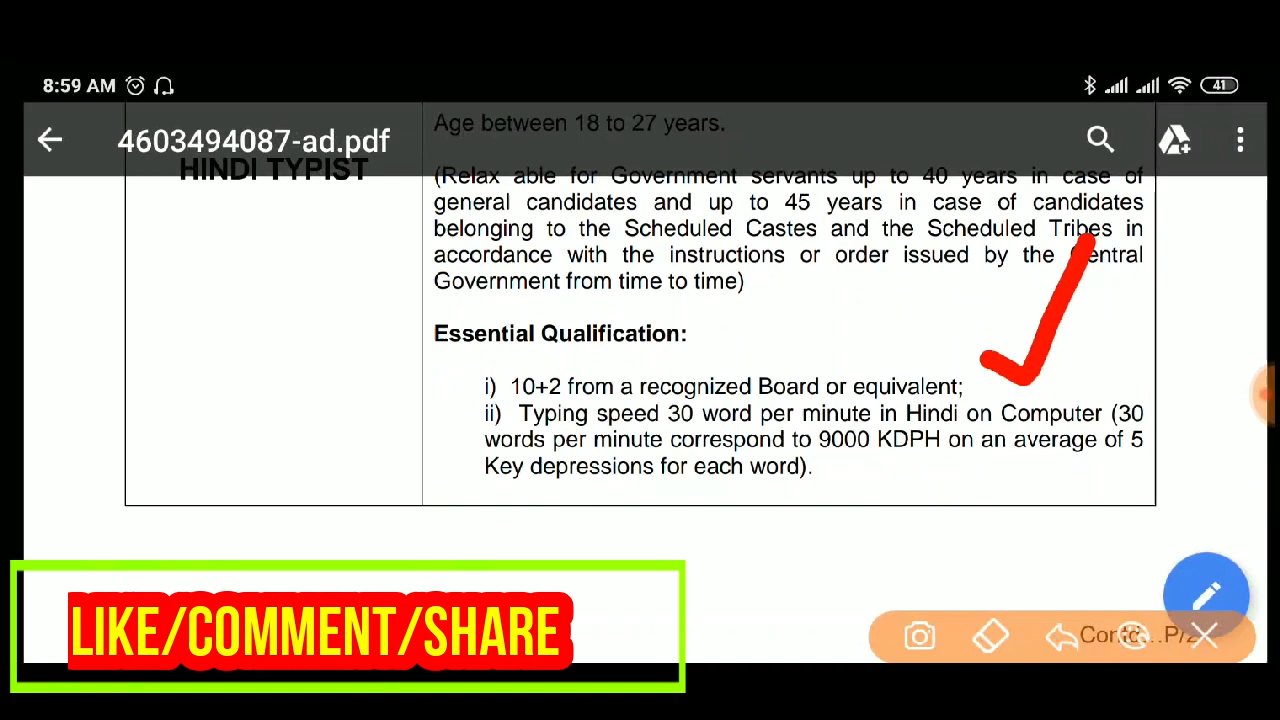 8:59 AM
41
4603494087-ad.pdf
Age between 18 to 27 years.
HINDI TYPIST
(Relax able for Government servants up to 40 years in case of
general candidates and up to 45 years in case of candidates
belonging to the Scheduled Castes and the Scheduled Tribes in
accordance with the instructions or order issued by the Central
Government from time to time)
Essential Qualification:
i) 10+2 from a recognized Board or equivalent;
ii) Typing speed 30 word per minute in Hindi on Computer (30
words per minute correspond to 9000 KDPH on an average of 5
Key depressions for each word).
Contd...P/2
LIKE/COMMENT/SHARE